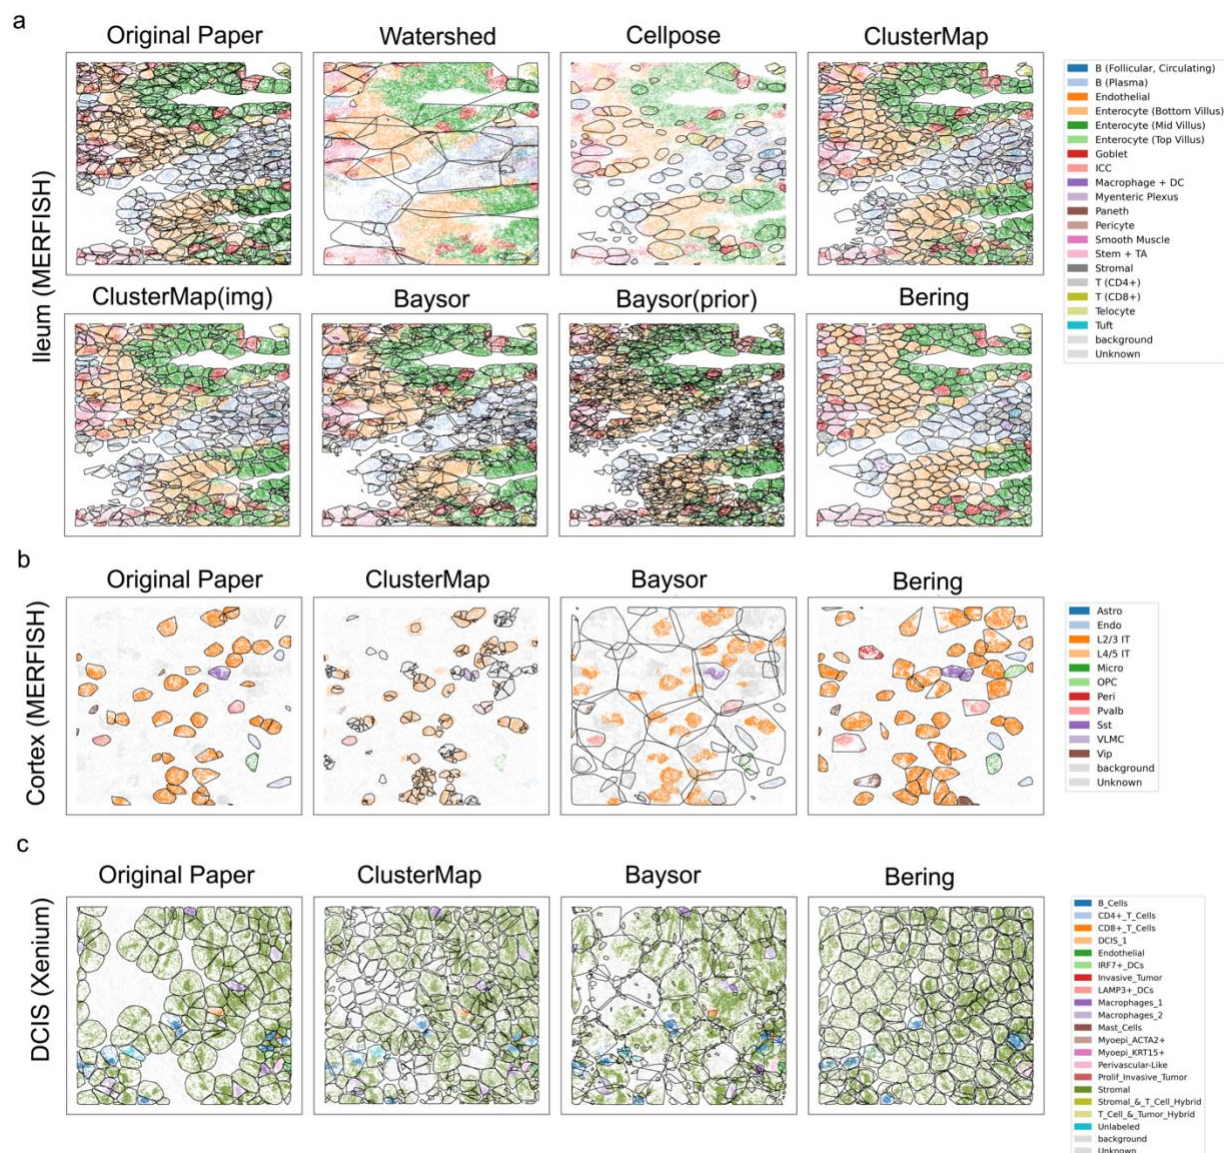 a
Original Paper
Watershed
Cellpose
ClusterMap
Ileum (MERFISH)
ClusterMap(img)
Baysor
Baysor(prior)
Bering
B (Follicular, Circulating)
B (Plasma)
Endothelial
Enterocyte (Bottom Villus)
Enterocyte (Mid Villus)
Enterocyte (Top Villus)
Goblet
ICC
Macrophage + DC
Myenteric Plexus
Paneth
Pericyte
Smooth Muscle
Stem + TA
Stromal
T (CD4+)
T (CD8+)
Telocyte
Tuft
background
Unknown
b
Original Paper
ClusterMap
Baysor
Bering
Cortex (MERFISH)
Astro
Endo
L2/3 IT
L4/5 IT
Micro
OPC
Peri
Pvalb
Sst
VLMC
Vip
background
Unknown
c
Original Paper
ClusterMap
Baysor
Bering
DCIS (Xenium)
B_Cells
CD4+_T_Cells
CD8+_T_Cells
DCIS_1
Endothelial
IRF7+_DCs
Invasive_Tumor
LAMP3+_DCs
Macrophages_1
Macrophages_2
Mast_Cells
Myoepi_ACTA2+
Myoepi_KRT15+
Perivascular-Like
Prolif_Invasive_Tumor
Stromal
Stromal_&_T_Cell_Hybrid
T_Cell_&_Tumor_Hybrid
Unlabeled
background
Unknown